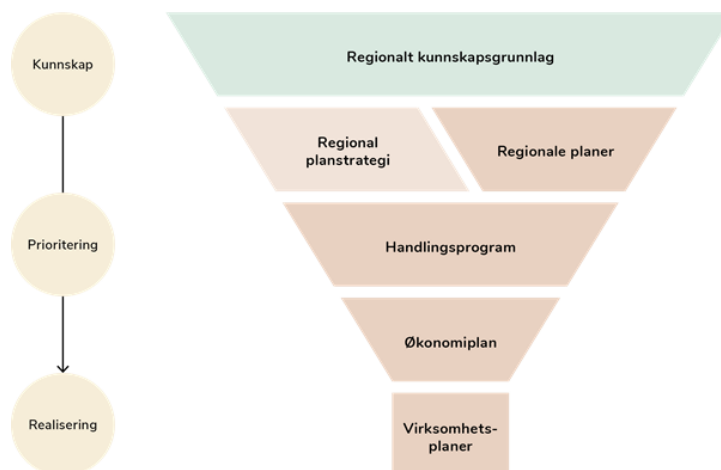 Kunnskap
Regionalt kunnskapsgrunnlag
Regional
planstrategi
Regionale planer
Prioritering
Handlingsprogram
Økonomiplan
Realisering
Virksomhets-
planer